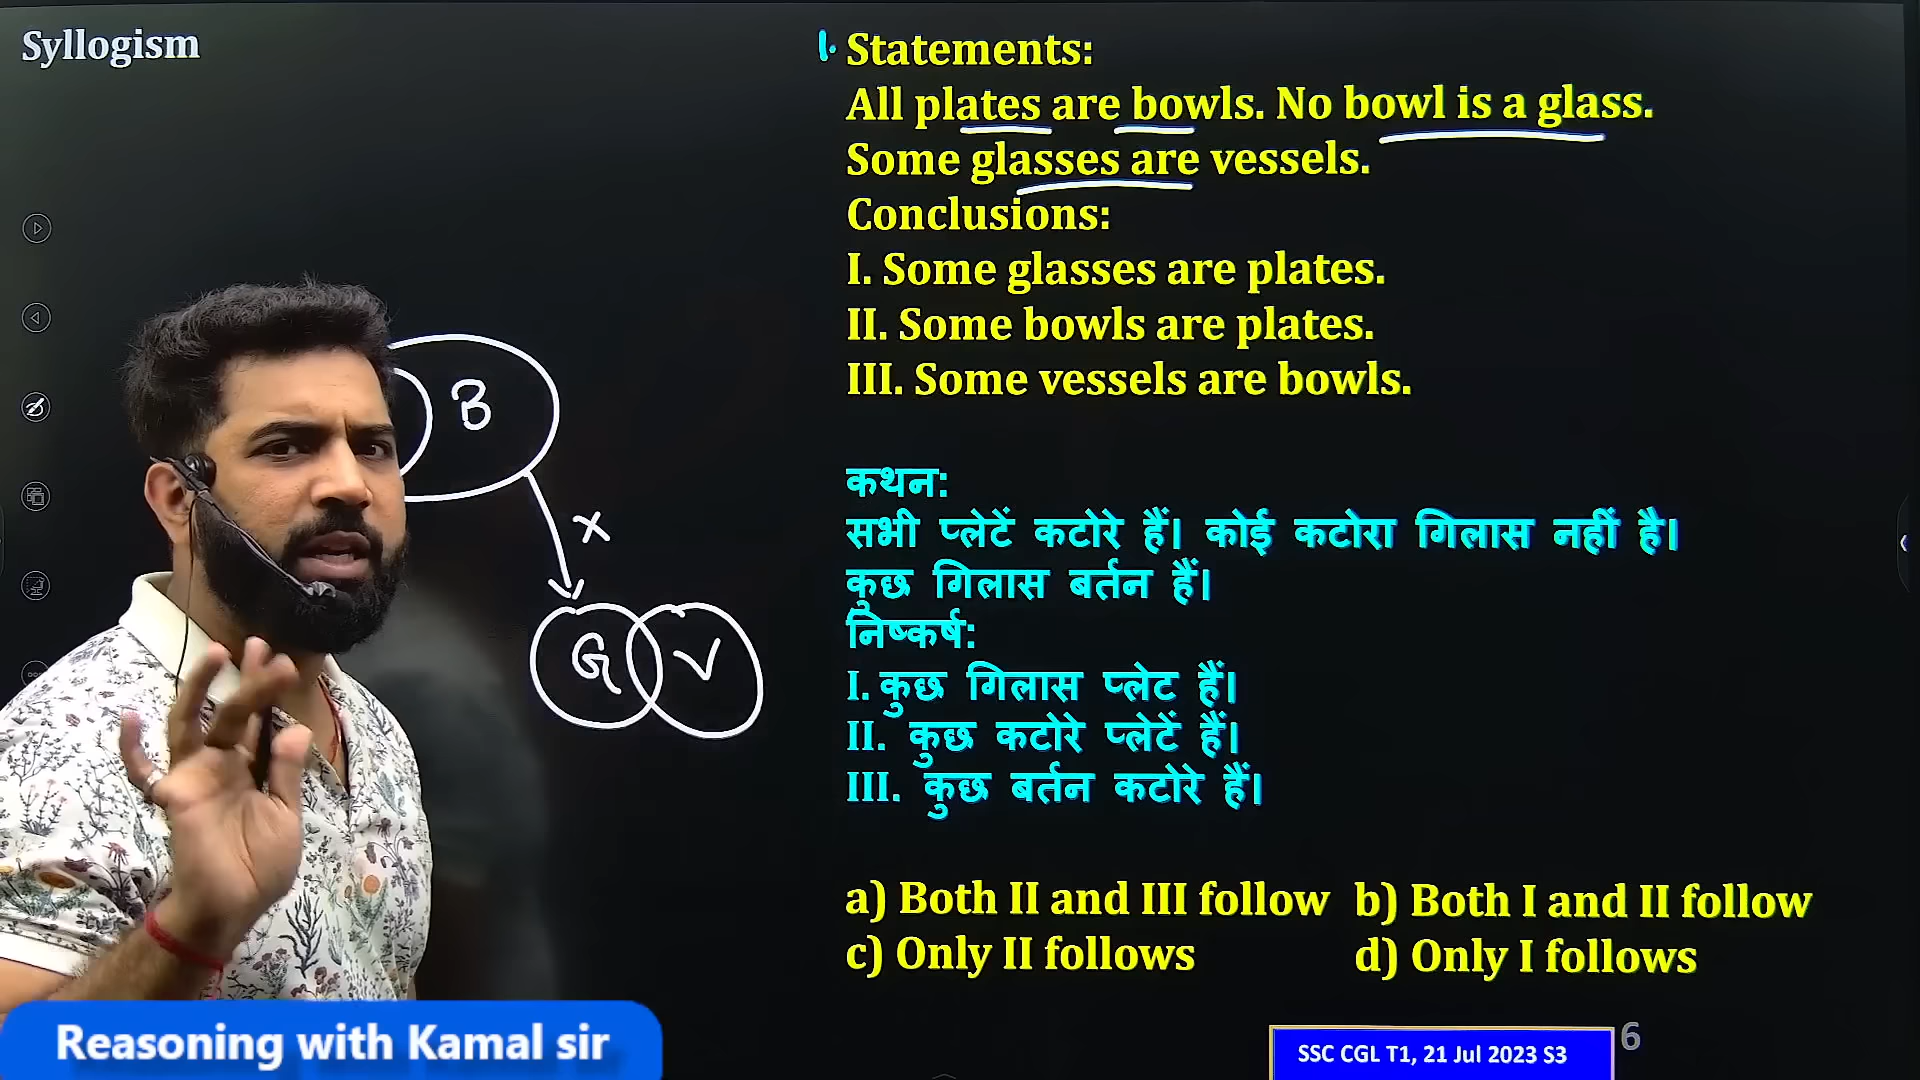 Syllogism
1. Statements:
All plates are bowls. No bowl is a glass.
Some glasses are vessels.
Conclusions:
I. Some glasses are plates.
II. Some bowls are plates.
III. Some vessels are bowls.
कथन:
सभी प्लेटें कटोरे हैं। कोई कटोरा गिलास नहीं है।
कुछ गिलास बर्तन हैं।
निष्कर्ष:
I. कुछ गिलास प्लेट हैं।
II. कुछ कटोरे प्लेटें हैं।
III. कुछ बर्तन कटोरे हैं।
a) Both II and III follow b) Both I and II follow
c) Only II follows d) Only I follows
B
x
G V
Reasoning with Kamal sir
SSC CGL T1, 21 Jul 2023 S3
6